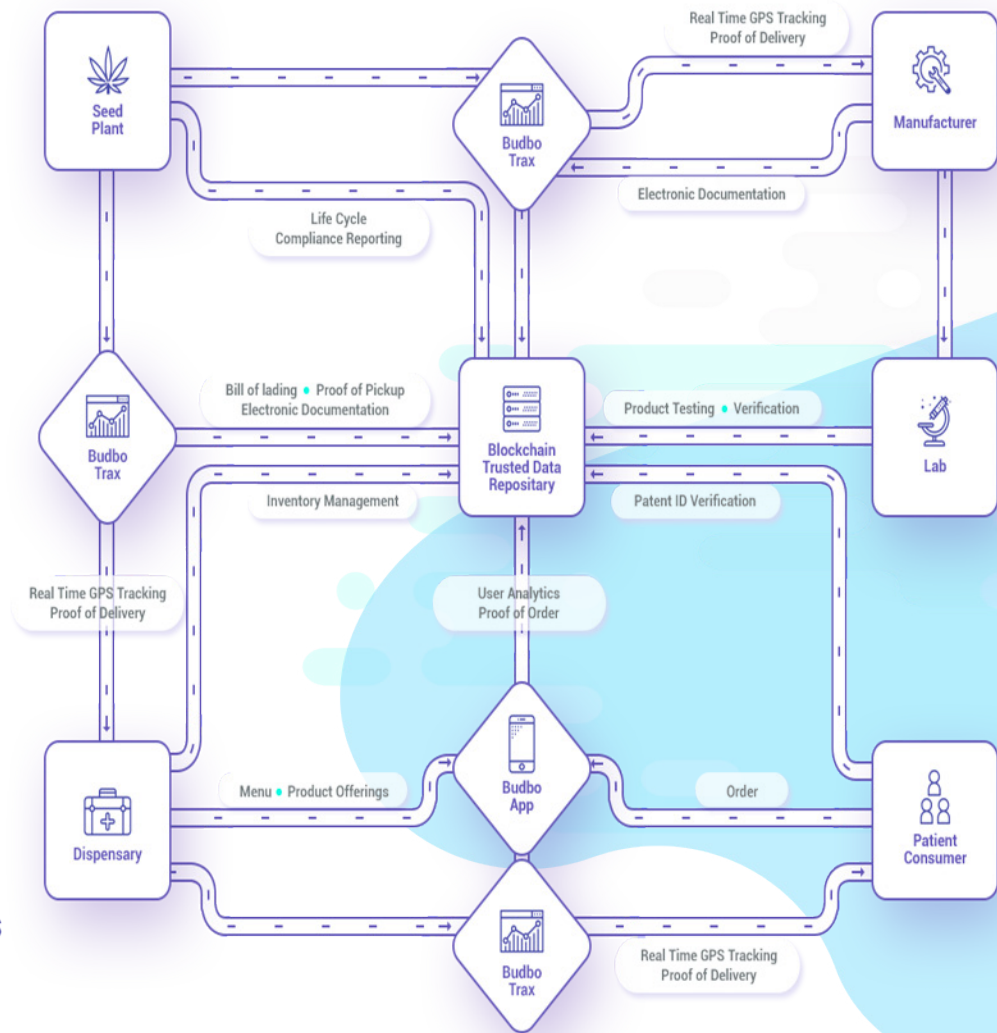 Real Time GPS Tracking
Proof of Delivery
Seed
Plant
Budbo
Trax
Manufacturer
Electronic Documentation
Life Cycle
Compliance Reporting
Bill of lading • Proof of Pickup
Electronic Documentation
Product Testing • Verification
Budbo
Trax
Blockchain
Trusted Data
Repositary
Lab
Inventory Management
Patent ID Verification
Real Time GPS Tracking
Proof of Delivery
User Analytics
Proof of Order
Menu • Product Offerings
Budbo
App
Order
Dispensary
Patient
Consumer
s
Budbo
Trax
Real Time GPS Tracking
Proof of Delivery